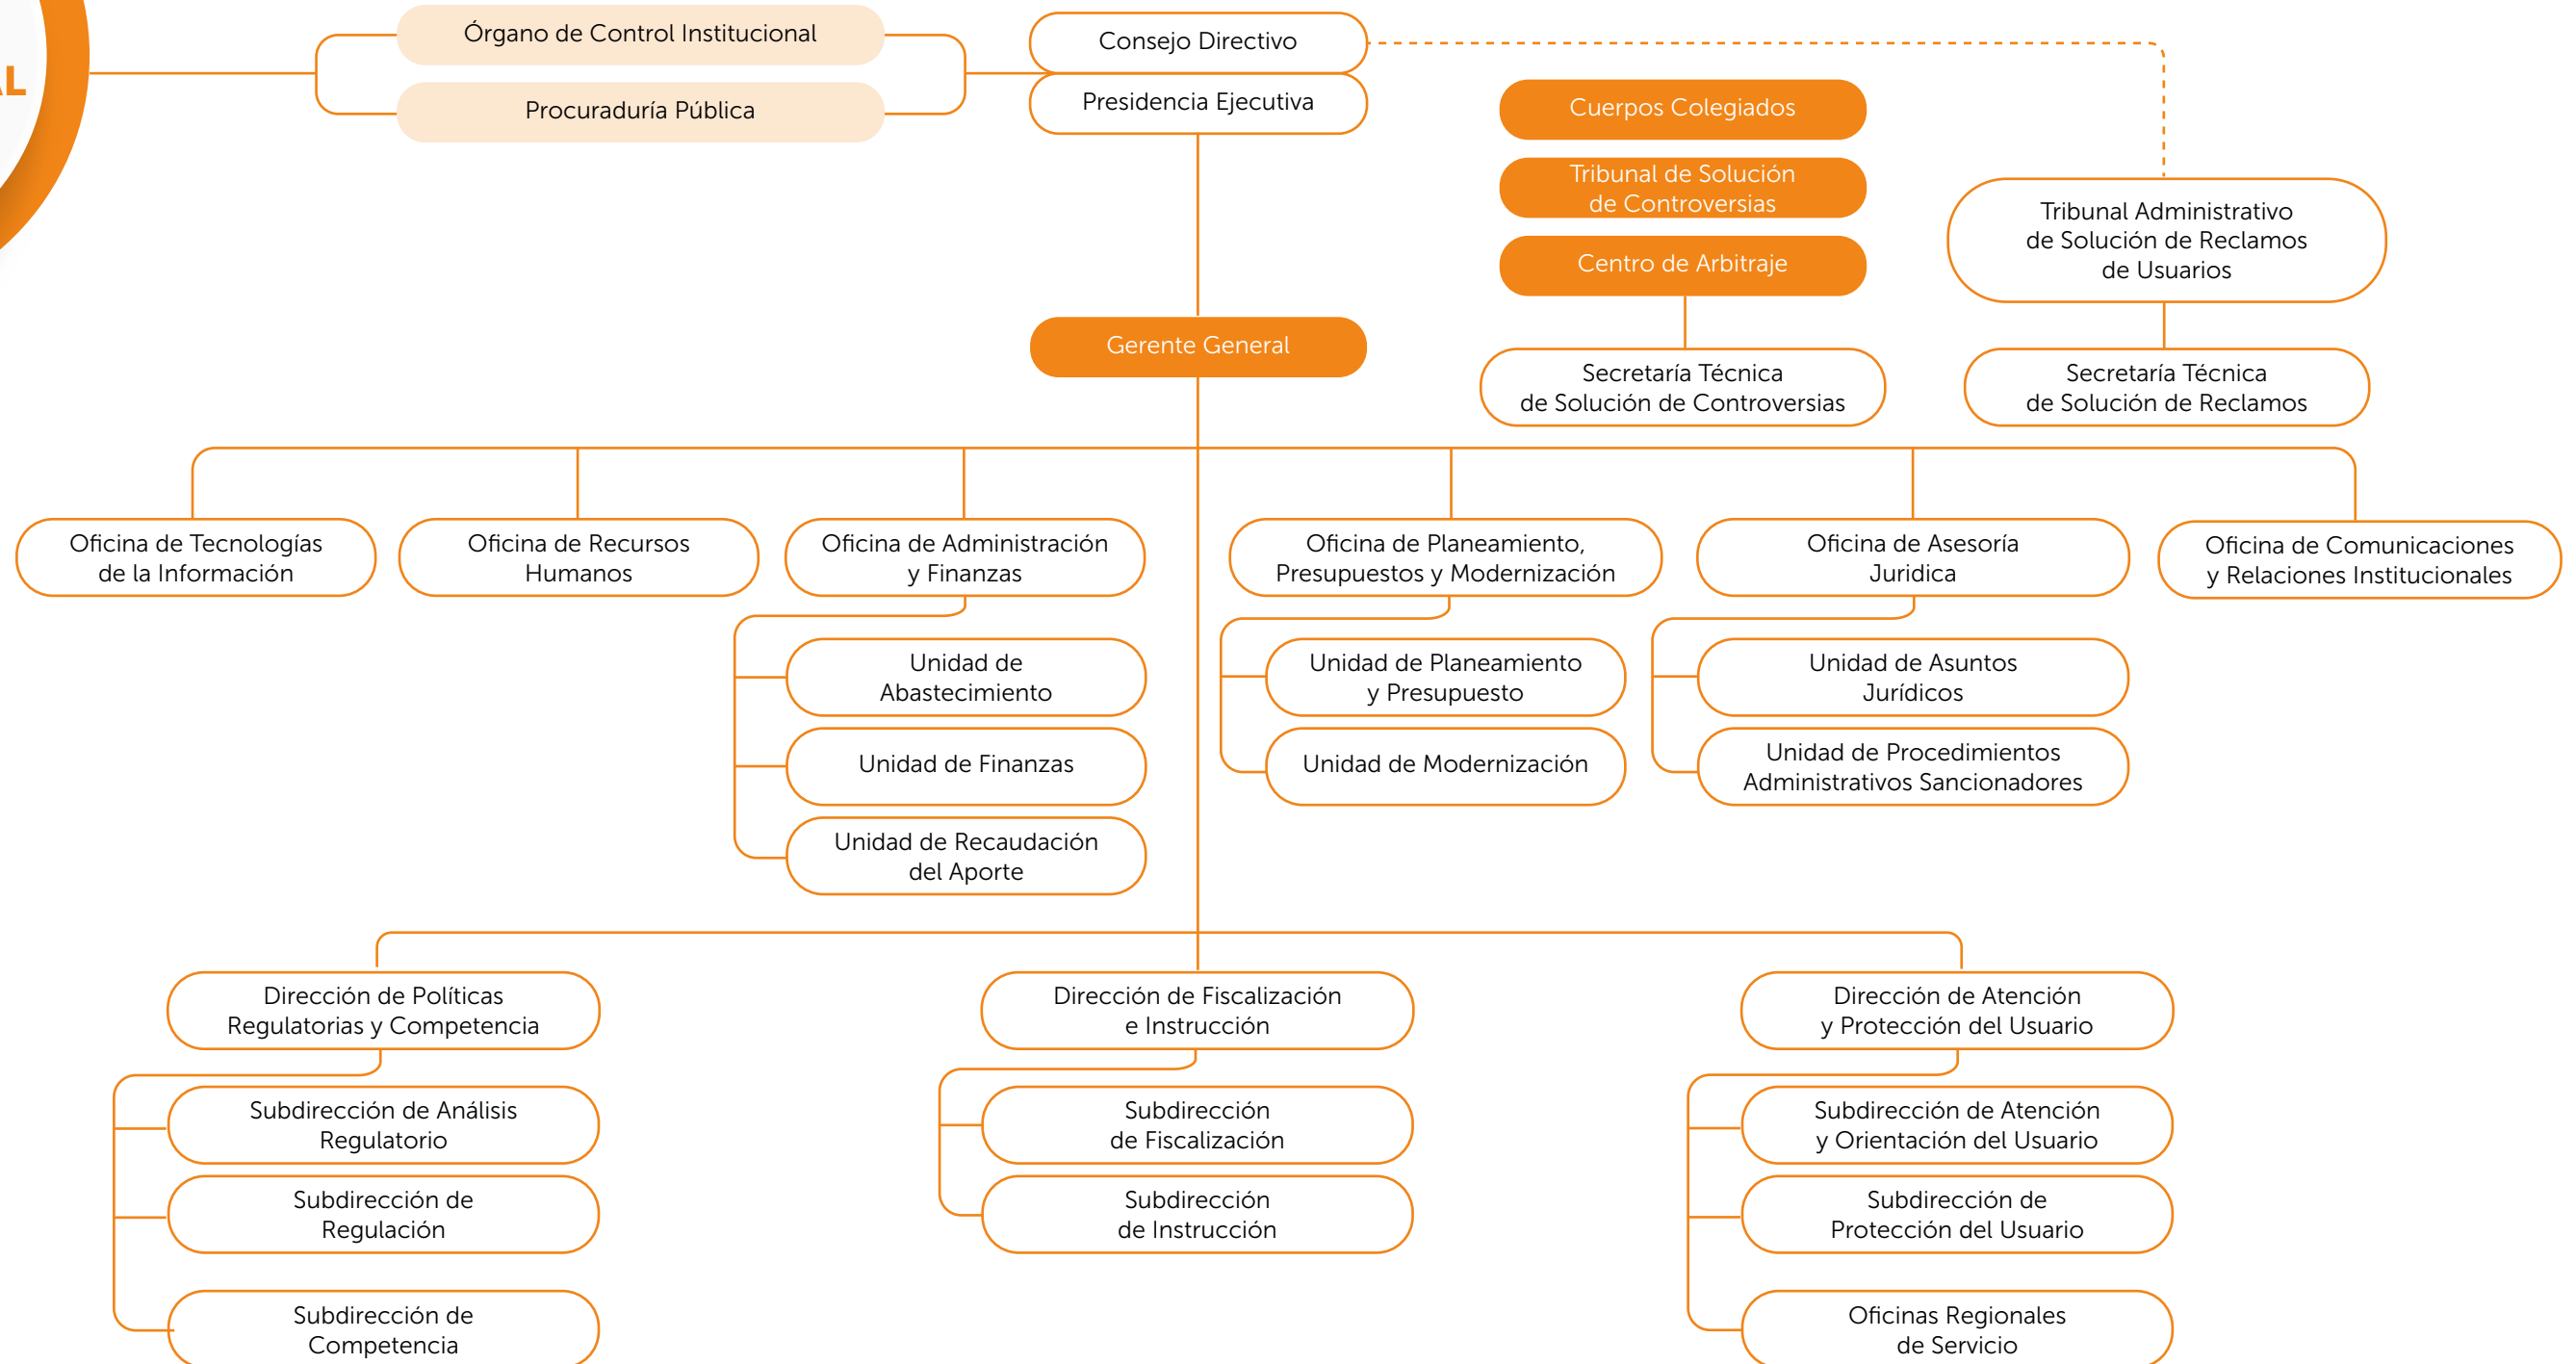 AL
Órgano de Control Institucional
Procuraduría Pública
Consejo Directivo
Presidencia Ejecutiva
Cuerpos Colegiados
Tribunal de Solución
de Controversias
Centro de Arbitraje
Tribunal Administrativo
de Solución de Reclamos
de Usuarios
Gerente General
Secretaría Técnica
de Solución de Controversias
Secretaría Técnica
de Solución de Reclamos
Oficina de Tecnologías
de la Información
Oficina de Recursos
Humanos
Oficina de Administración
y Finanzas
Oficina de Planeamiento,
Presupuestos y Modernización
Oficina de Asesoría
Juridica
Oficina de Comunicaciones
y Relaciones Institucionales
Unidad de
Abastecimiento
Unidad de Finanzas
Unidad de Recaudación
del Aporte
Unidad de Planeamiento
y Presupuesto
Unidad de Modernización
Unidad de Asuntos
Jurídicos
Unidad de Procedimientos
Administrativos Sancionadores
Dirección de Políticas
Regulatorias y Competencia
Subdirección de Análisis
Regulatorio
Subdirección de
Regulación
Subdirección de
Competencia
Dirección de Fiscalización
e Instrucción
Subdirección
de Fiscalización
Subdirección
de Instrucción
Dirección de Atención
y Protección del Usuario
Subdirección de Atención
y Orientación del Usuario
Subdirección de
Protección del Usuario
Oficinas Regionales
de Servicio